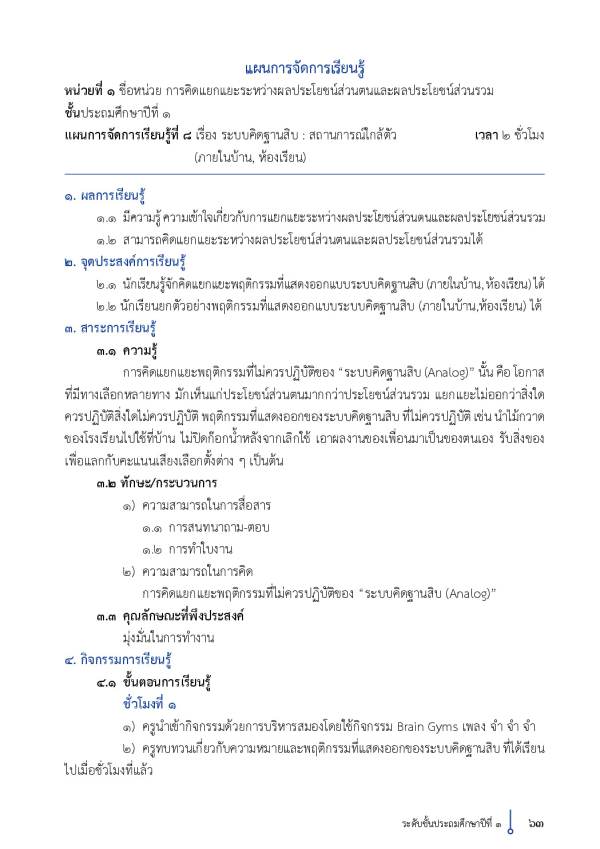 แผนการจัดการเรียนรู้
หน่วยที่ ๑ ชื่อหน่วย การคิดแยกแยะระหว่างผลประโยชน์ส่วนตนและผลประโยชน์ส่วนรวม
ชั้นประถมศึกษาปีที่ ๑
แผนการจัดการเรียนรู้ที่ ๘ เรื่อง ระบบคิดฐานสิบ : สถานการณ์ใกล้ตัว เวลา ๒ ชั่วโมง
(ภายในบ้าน, ห้องเรียน)
๑. ผลการเรียนรู้
๑.๑ มีความรู้ ความเข้าใจเกี่ยวกับการแยกแยะระหว่างผลประโยชน์ส่วนตนและผลประโยชน์ส่วนรวม
๑.๒ สามารถคิดแยกแยะระหว่างผลประโยชน์ส่วนตนและผลประโยชน์ส่วนรวมได้
๒. จุดประสงค์การเรียนรู้
๒.๑ นักเรียนรู้จักคิดแยกแยะพฤติกรรมที่แสดงออกแบบระบบคิดฐานสิบ (ภายในบ้าน, ห้องเรียน) ได้
๒.๒ นักเรียนยกตัวอย่างพฤติกรรมที่แสดงออกแบบระบบคิดฐานสิบ (ภายในบ้าน,ห้องเรียน) ได้
๓. สาระการเรียนรู้
๓.๑ ความรู้
การคิดแยกแยะพฤติกรรมที่ไม่ควรปฏิบัติของ “ระบบคิดฐานสิบ (Analog)” นั้น คือ โอกาส
ที่มีทางเลือกหลายทาง มักเห็นแก่ประโยชน์ส่วนตนมากกว่าประโยชน์ส่วนรวม แยกแยะไม่ออกว่าสิ่งใด
ควรปฏิบัติสิ่งใดไม่ควรปฏิบัติ พฤติกรรมที่แสดงออกของระบบคิดฐานสิบ ที่ไม่ควรปฏิบัติ เช่น นำไม้กวาด
ของโรงเรียนไปใช้ที่บ้าน ไม่ปิดก๊อกน้ำหลังจากเลิกใช้ เอาผลงานของเพื่อนมาเป็นของตนเอง รับสิ่งของ
เพื่อแลกกับคะแนนเสียงเลือกตั้งต่าง ๆ เป็นต้น
๓.๒ ทักษะ/กระบวนการ
๑) ความสามารถในการสื่อสาร
๑.๑ การสนทนาถาม-ตอบ
๑.๒ การทำใบงาน
๒) ความสามารถในการคิด
การคิดแยกแยะพฤติกรรมที่ไม่ควรปฏิบัติของ “ระบบคิดฐานสิบ (Analog)”
๓.๓ คุณลักษณะที่พึงประสงค์
มุ่งมั่นในการทำงาน
๔. กิจกรรมการเรียนรู้
๔.๑ ขั้นตอนการเรียนรู้
ชั่วโมงที่ ๑
๑) ครูนำเข้ากิจกรรมด้วยการบริหารสมองโดยใช้กิจกรรม Brain Gyms เพลง จำ จำ จำ
๒) ครูทบทวนเกี่ยวกับความหมายและพฤติกรรมที่แสดงออกของระบบคิดฐานสิบ ที่ได้เรียน
ไปเมื่อชั่วโมงที่แล้ว
ระดับชั้นประถมศึกษาปีที่ ๑ ๖๓